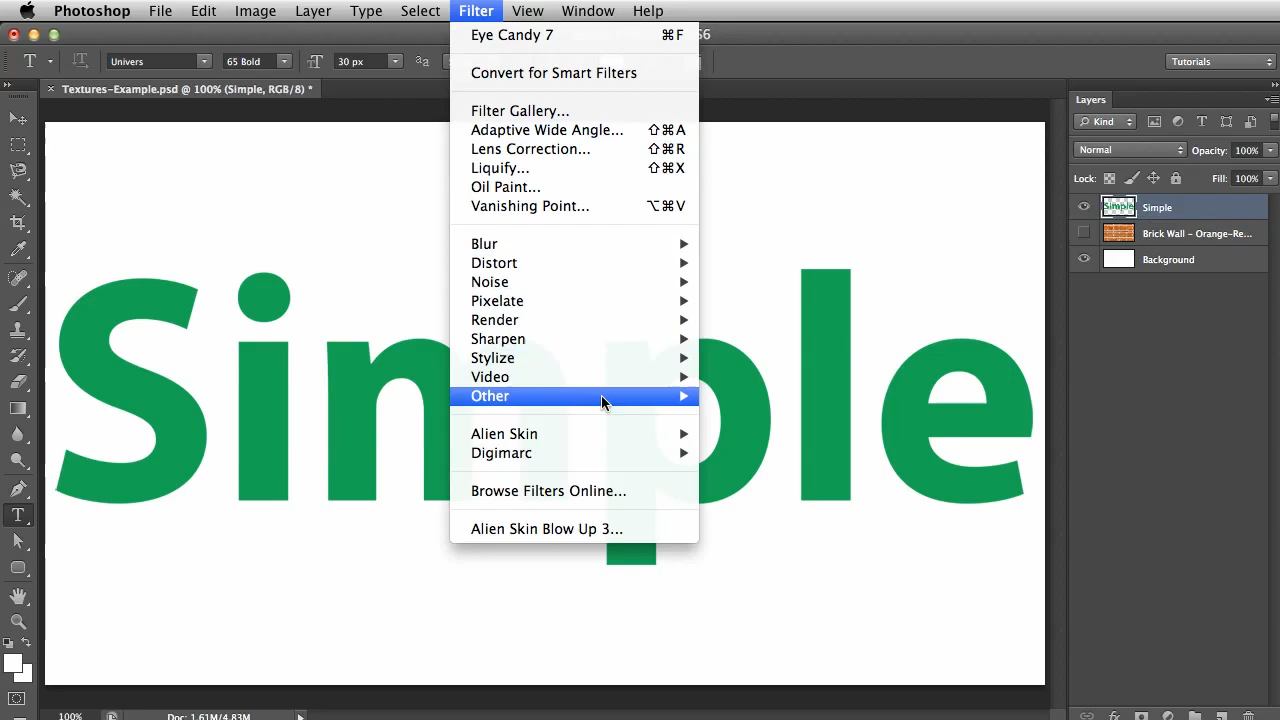 Photoshop File Edit Image Layer Type Select Filter View Window Help
S6
T T Univers 65 Bold T 30 px aa Tutorials
× Textures-Example.psd @ 100% (Simple, RGB/8) *
Eye Candy 7 ⌘F
Convert for Smart Filters
Filter Gallery...
Adaptive Wide Angle... ⇧⌘A
Lens Correction... ⇧⌘R
Liquify... ⇧⌘X
Oil Paint...
Vanishing Point... ⌥⌘V
Blur
Distort
Noise
Pixelate
Render
Sharpen
Stylize
Video
Other
Alien Skin
Digimarc
Browse Filters Online...
Alien Skin Blow Up 3...
Simple
Layers
Kind T
Normal Opacity: 100%
Lock: Fill: 100%
Simple Simple
Brick Wall - Orange-Re...
Background
T
100% Doc: 1.61M/4.83M
fx